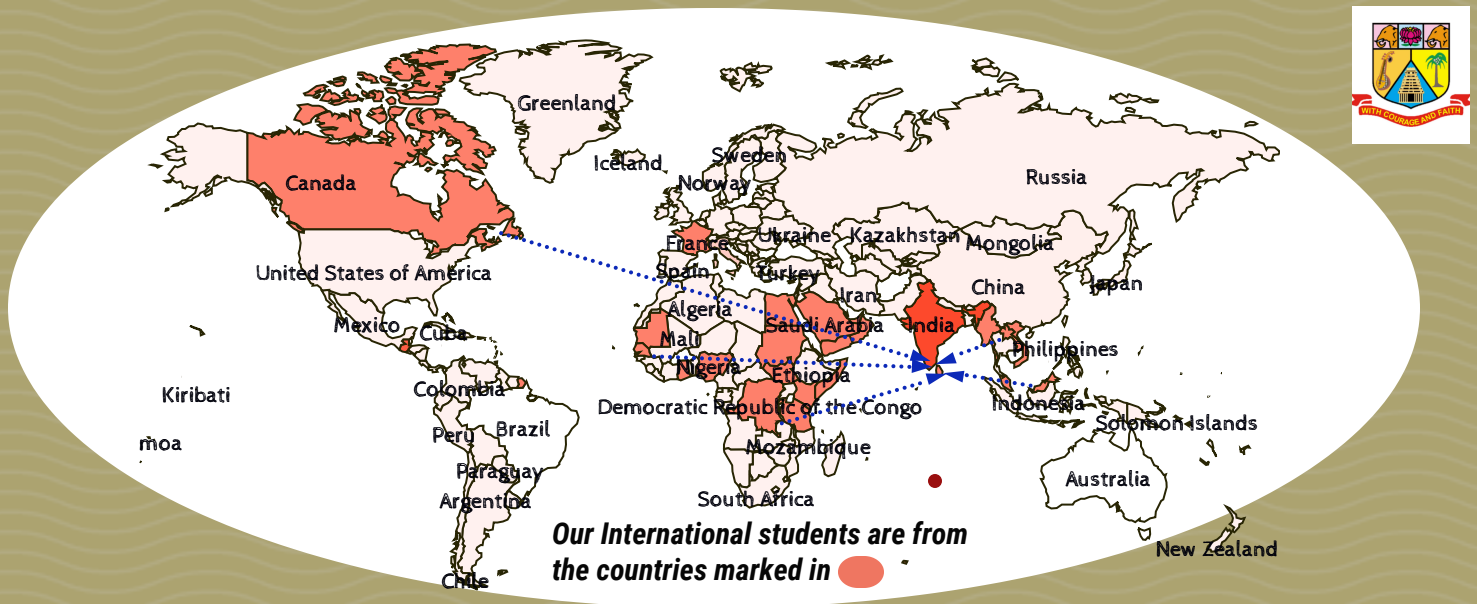 WITH COURAGE AND FAITH
Greenland
Iceland
Sweden
Norway
Russia
Canada
France
Ukraine
Kazakhstan
Mongolia
United States of America
Spain
Turkey
China
Japan
Iran
Algeria
Mexico
Cuba
Mali
Saudi Arabia
India
Philippines
Nigeria
Ethiopia
Kiribati
Colombia
Democratic Republic of the Congo
Indonesia
Solomon Islands
moa
Peru
Brazil
Mozambique
Paraguay
Australia
Argentina
South Africa
New Zealand
Chile
Our International students are from
the countries marked in